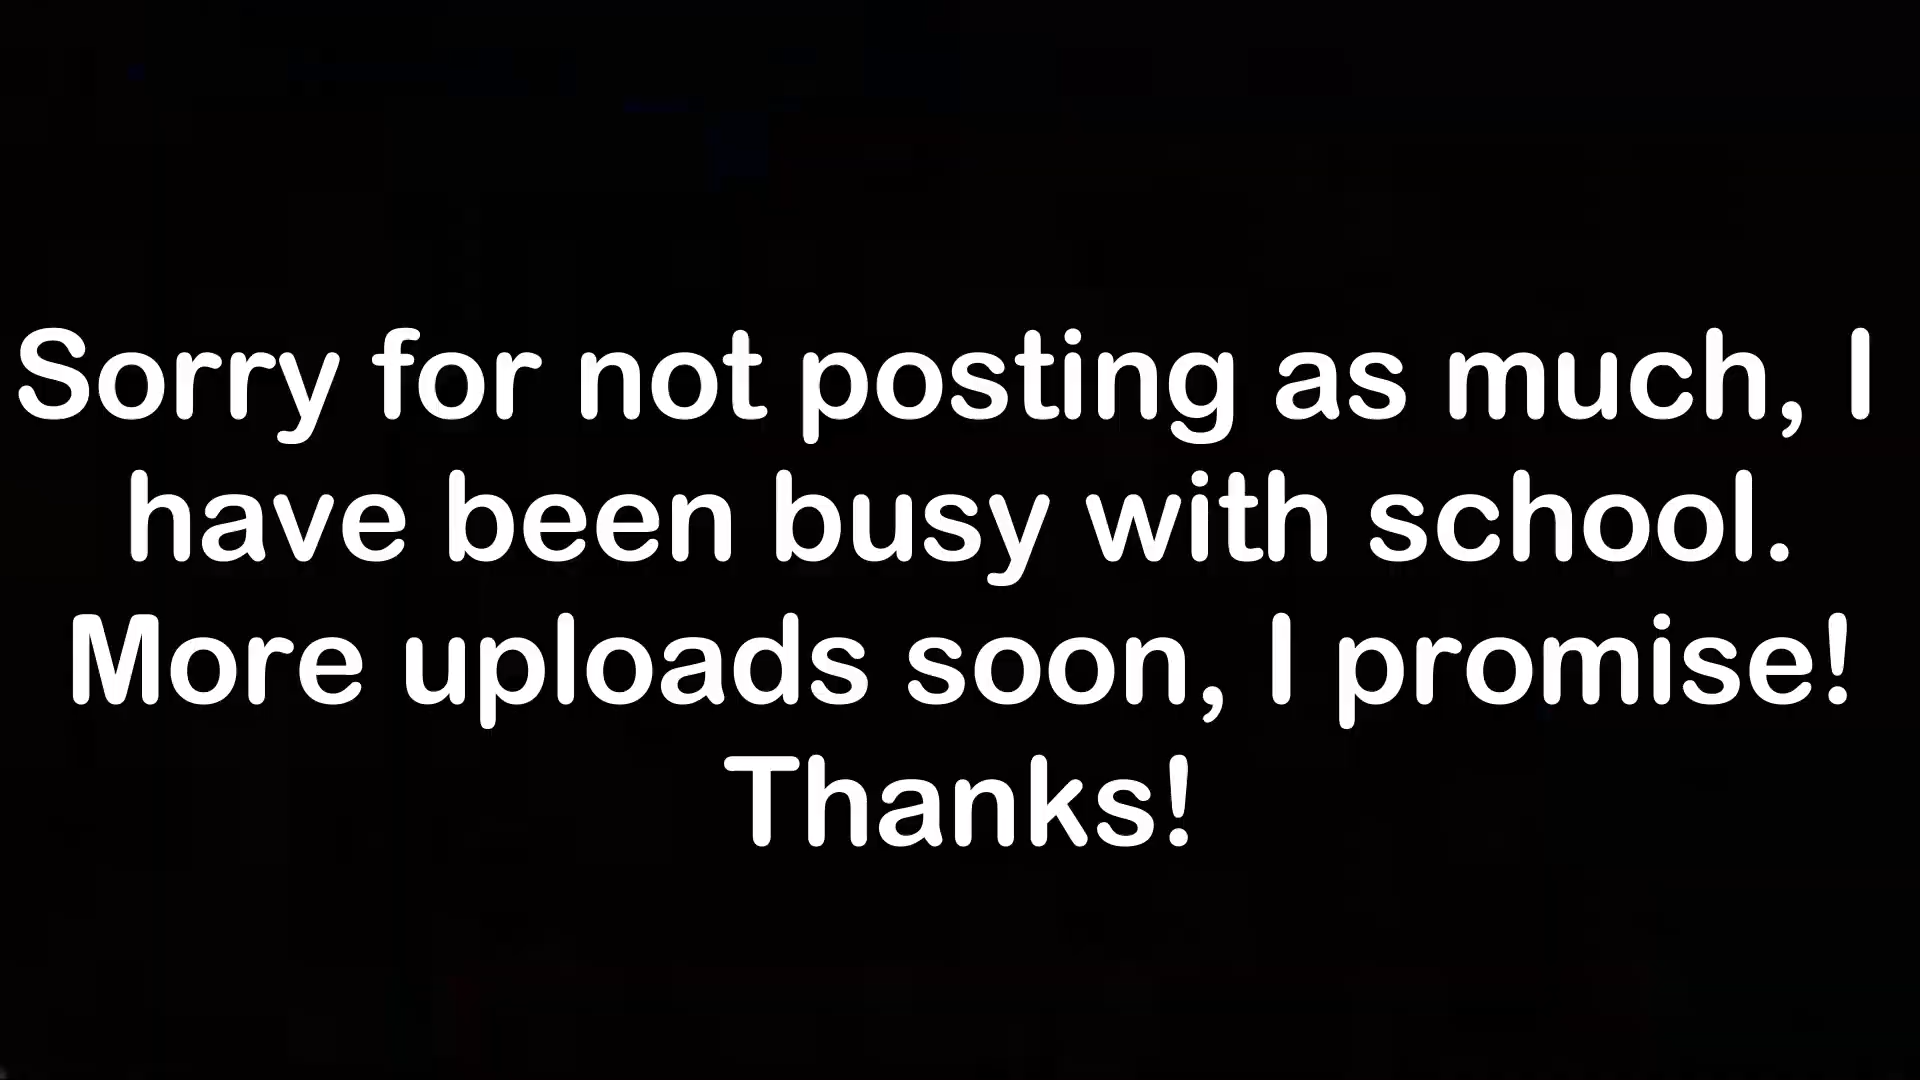 Sorry for not posting as much, I
have been busy with school.
More uploads soon, I promise!
Thanks!